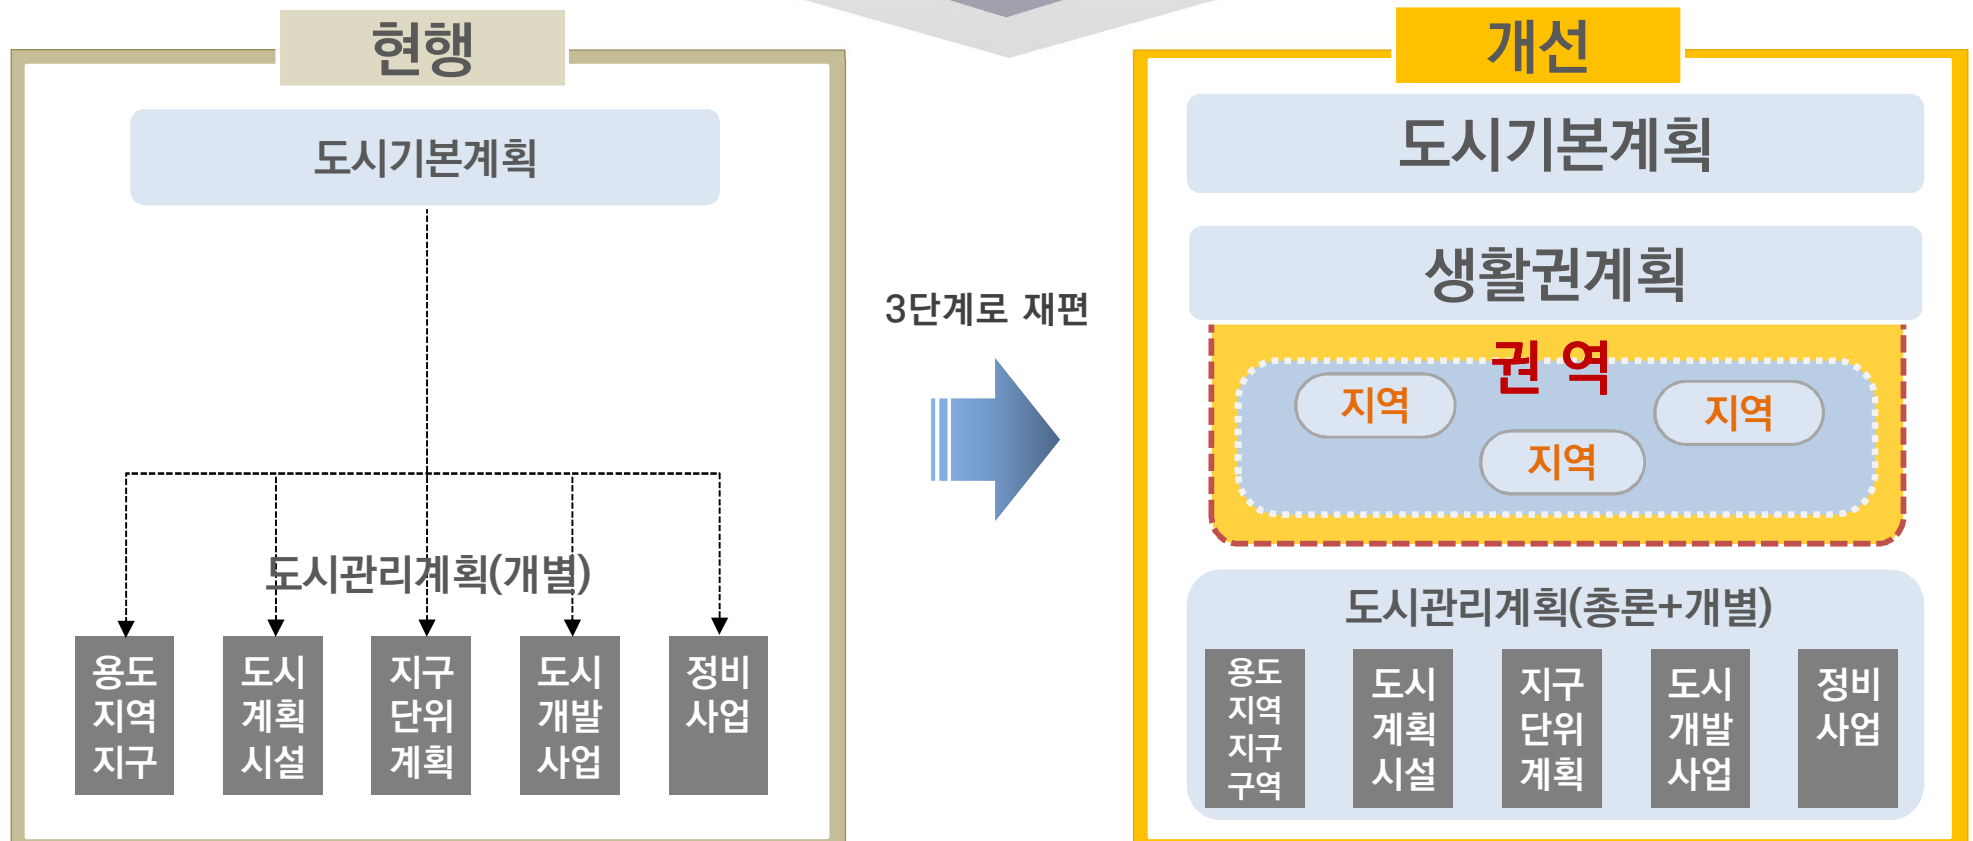 현행
도시기본계획
도시관리계획(개별)
용도
지역
지구
도시
계획
시설
지구
단위
계획
도시
개발
사업
정비
사업
3단계로 재편
개선
도시기본계획
생활권계획
권 역
지역
지역
지역
도시관리계획(총론+개별)
용도
지역
지구
구역
도시
계획
시설
지구
단위
계획
도시
개발
사업
정비
사업